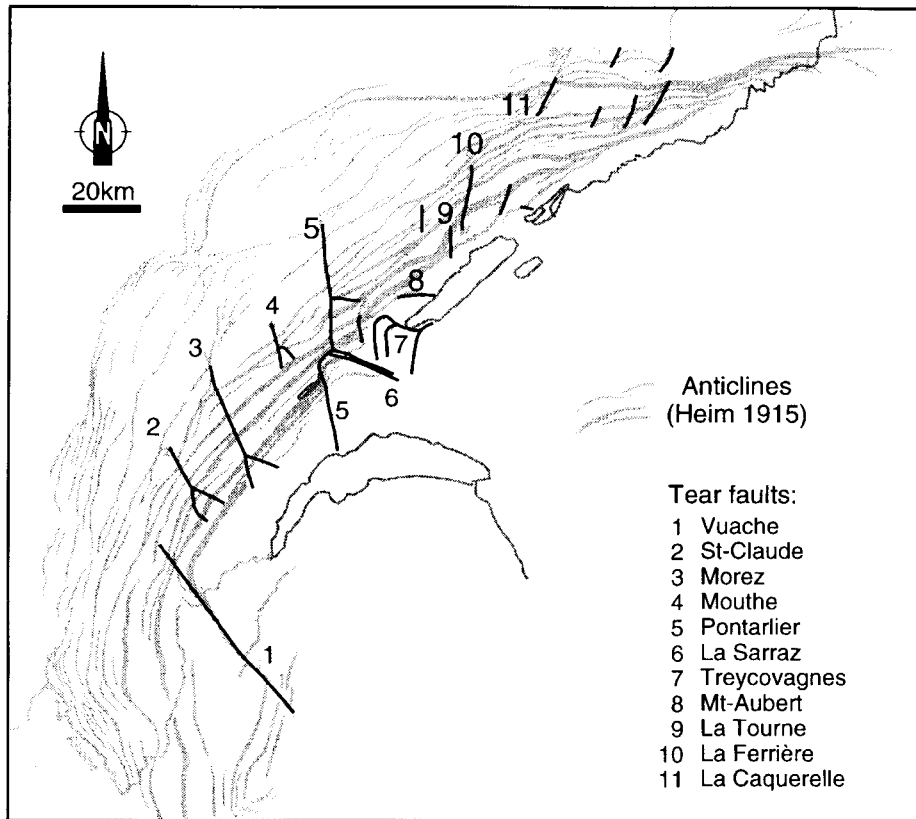 N
20km
11
10
5
9
8
4
7
3
6
5
2
1
Anticlines
(Heim 1915)
Tear faults:
1 Vuache
2 St-Claude
3 Morez
4 Mouthe
5 Pontarlier
6 La Sarraz
7 Treycovagnes
8 Mt-Aubert
9 La Tourne
10 La Ferrière
11 La Caquerelle